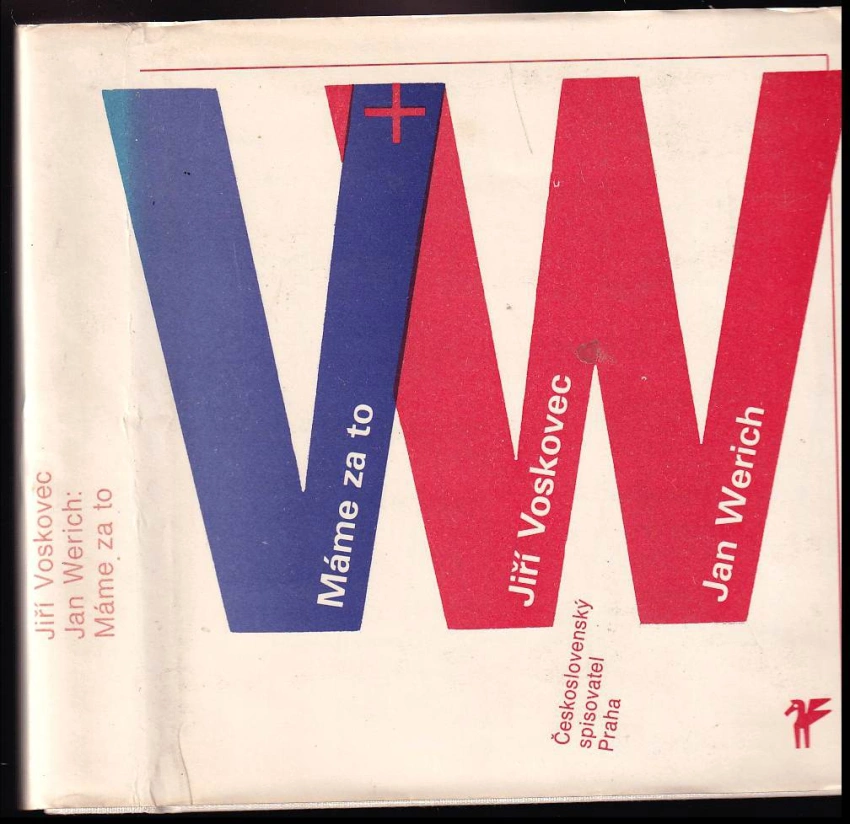 Jiří Voskovec
Jan Werich:
Máme za to
V+W
Máme za to
Jiří Voskovec
Jan Werich
Československý
spisovatel
Praha